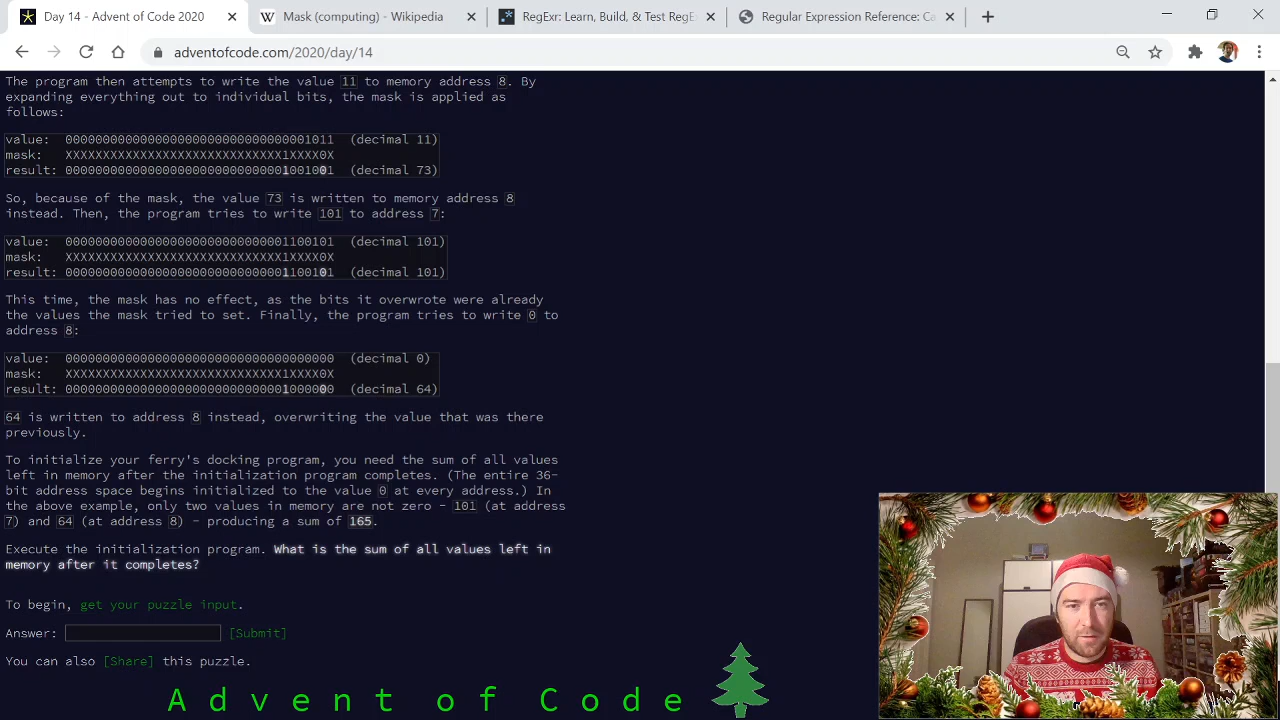 Day 14 - Advent of Code 2020
Mask (computing) - Wikipedia
RegExr: Learn, Build, & Test RegE
Regular Expression Reference: C
adventofcode.com/2020/day/14
The program then attempts to write the value 11 to memory address 8. By
expanding everything out to individual bits, the mask is applied as
follows:
value:  000000000000000000000000000000001011  (decimal 11)
mask:   XXXXXXXXXXXXXXXXXXXXXXXXXXXXX1XXXX0X
result: 000000000000000000000000000001001001  (decimal 73)
So, because of the mask, the value 73 is written to memory address 8
instead. Then, the program tries to write 101 to address 7:
value:  000000000000000000000000000001100101  (decimal 101)
mask:   XXXXXXXXXXXXXXXXXXXXXXXXXXXXX1XXXX0X
result: 000000000000000000000000000001100101  (decimal 101)
This time, the mask has no effect, as the bits it overwrote were already
the values the mask tried to set. Finally, the program tries to write 0 to
address 8:
value:  000000000000000000000000000000000000  (decimal 0)
mask:   XXXXXXXXXXXXXXXXXXXXXXXXXXXXX1XXXX0X
result: 000000000000000000000000000001000000  (decimal 64)
64 is written to address 8 instead, overwriting the value that was there
previously.
To initialize your ferry's docking program, you need the sum of all values
left in memory after the initialization program completes. (The entire 36-
bit address space begins initialized to the value 0 at every address.) In
the above example, only two values in memory are not zero - 101 (at address
7) and 64 (at address 8) - producing a sum of 165.
Execute the initialization program. What is the sum of all values left in
memory after it completes?
To begin, get your puzzle input.
Answer: [Submit]
You can also [Share] this puzzle.
Advent of Code